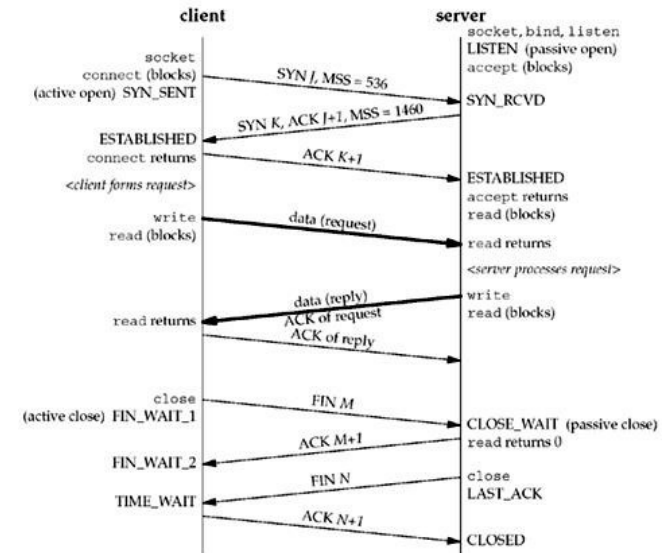 client
server
socket, bind, listen
LISTEN (passive open)
accept (blocks)
socket
connect (blocks)
(active open) SYN_SENT
SYN J, MSS = 536
SYN_RCVD
SYN K, ACK J+1, MSS = 1460
ESTABLISHED
connect returns
ACK K+1
<client forms request>
ESTABLISHED
accept returns
read (blocks)
write
read (blocks)
data (request)
read returns
<server processes request>
write
read (blocks)
data (reply)
ACK of request
read returns
ACK of reply
close
(active close) FIN_WAIT_1
FIN M
CLOSE_WAIT (passive close)
read returns 0
ACK M+1
FIN_WAIT_2
close
LAST_ACK
FIN N
TIME_WAIT
ACK N+1
CLOSED